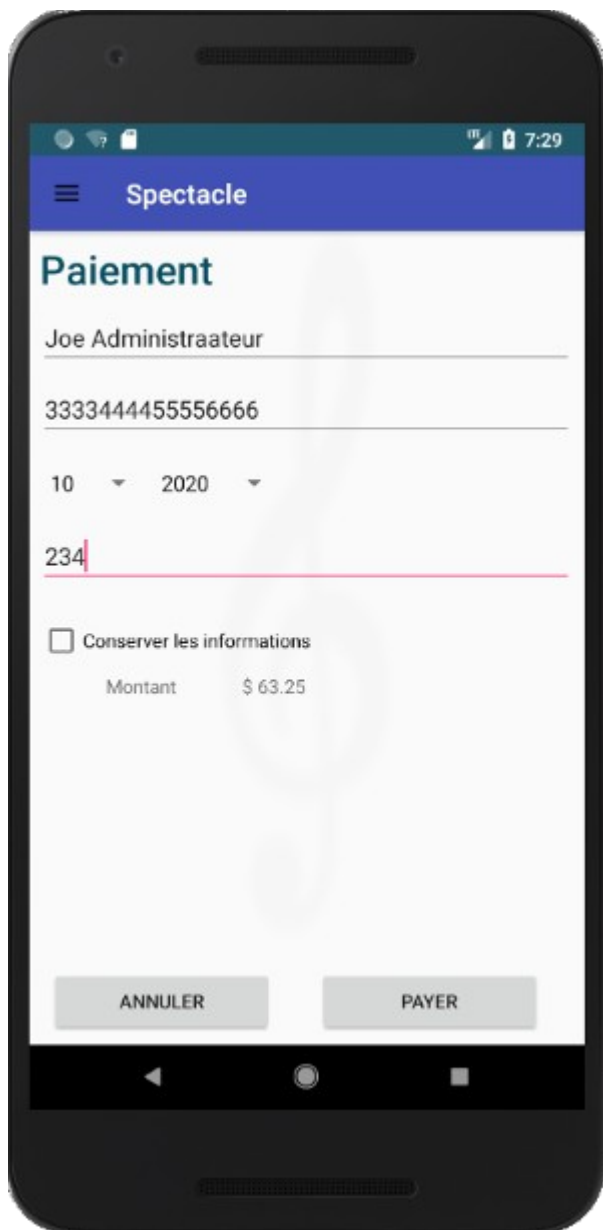 7:29
Spectacle
Paiement
Joe Administraateur
3333444455556666
10 2020
234
Conserver les informations
Montant $ 63.25
ANNULER PAYER